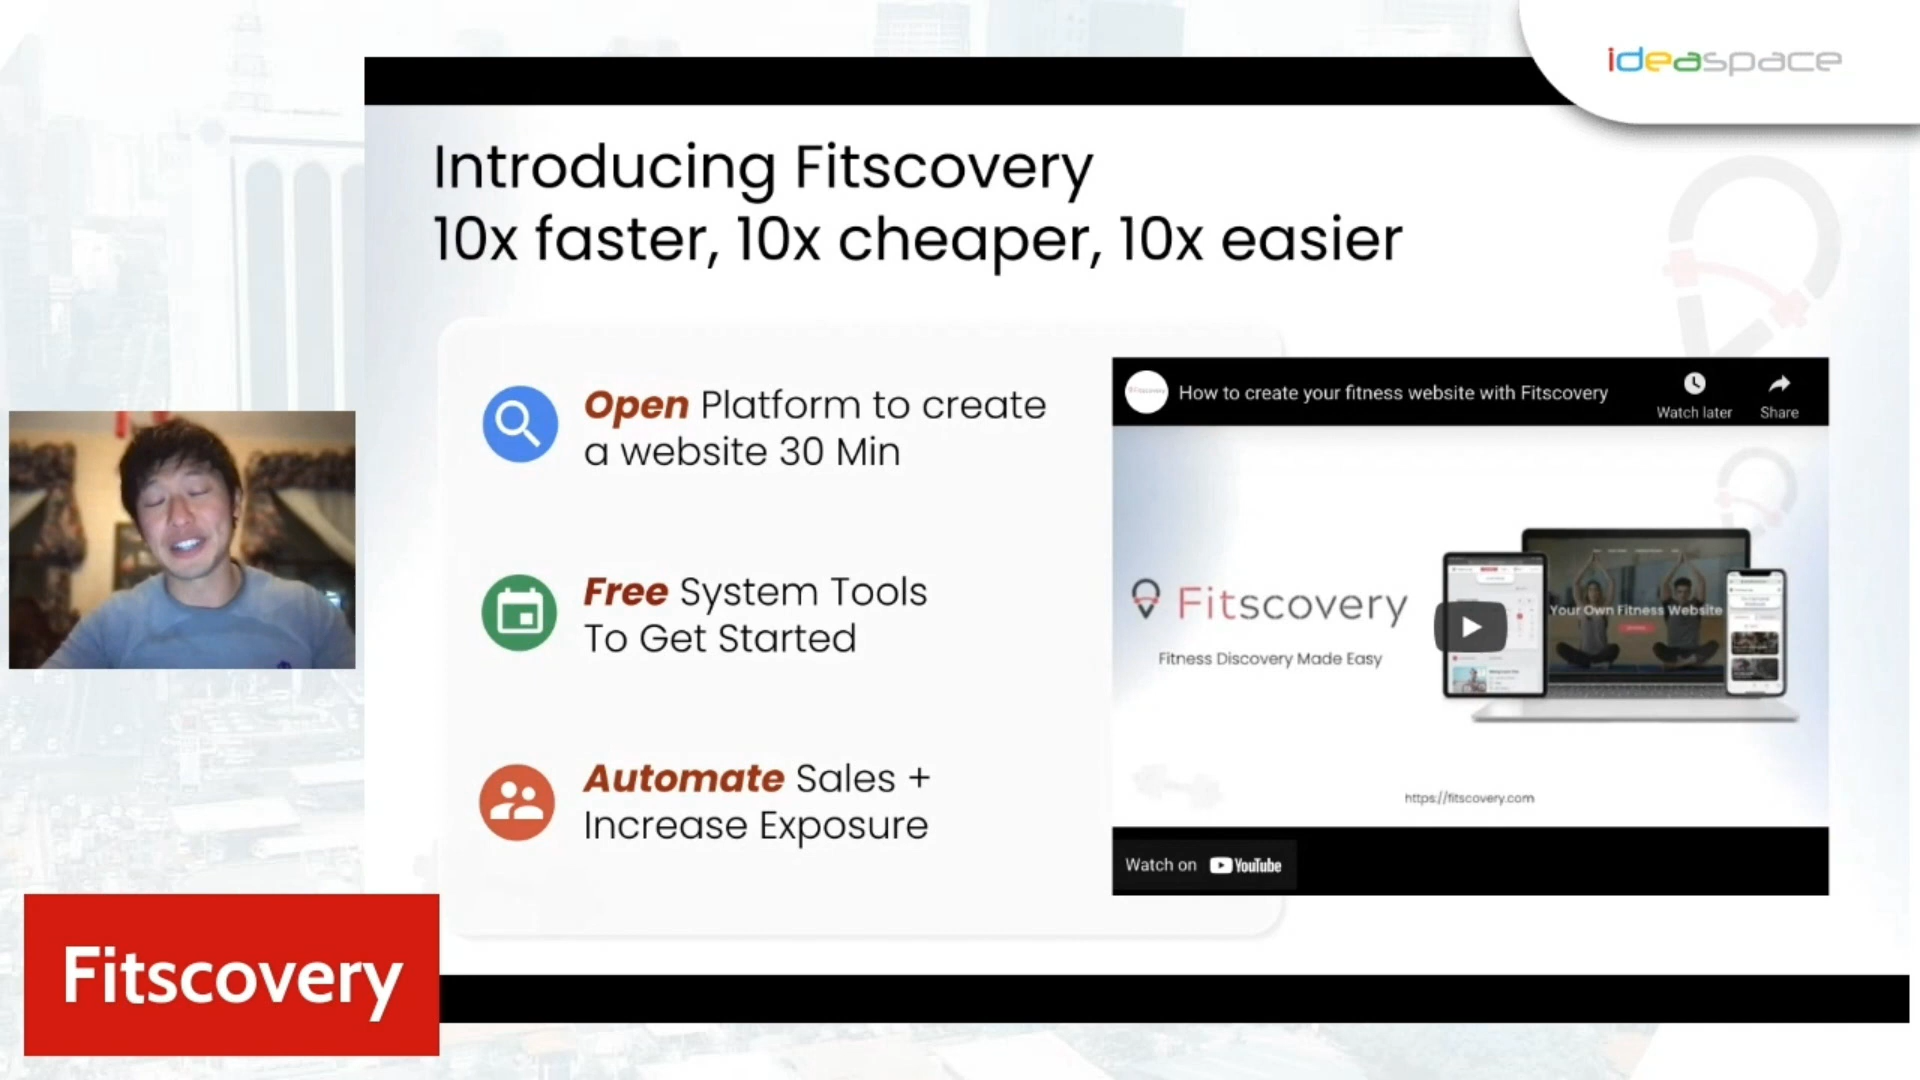 ideaspace
Introducing Fitscovery
10x faster, 10x cheaper, 10x easier
Open Platform to create
a website 30 Min
Free System Tools
To Get Started
Automate Sales +
Increase Exposure
How to create your fitness website with Fitscovery
Watch later
Share
Fitscovery
Fitness Discovery Made Easy
Your Own Fitness Website
https://fitscovery.com
Watch on YouTube
Fitscovery